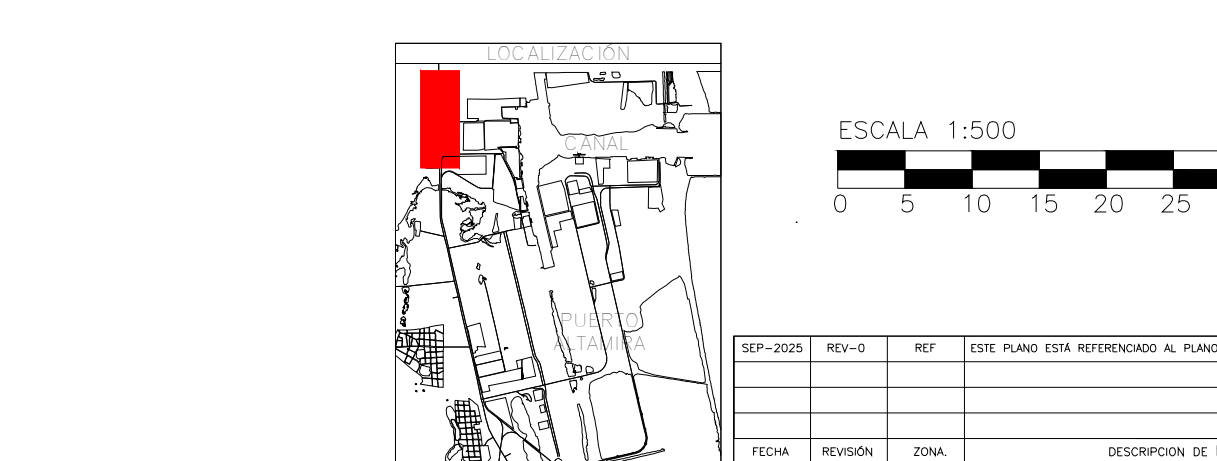 LOCALIZACIÓN
CANAL
PUERTO
ALTAMIRA
ESCALA 1:500
0 5 10 15 20 25
SEP-2025 REV-0 REF ESTE PLANO ESTÁ REFERENCIADO AL PLANO
FECHA REVISIÓN ZONA. DESCRIPCION DE